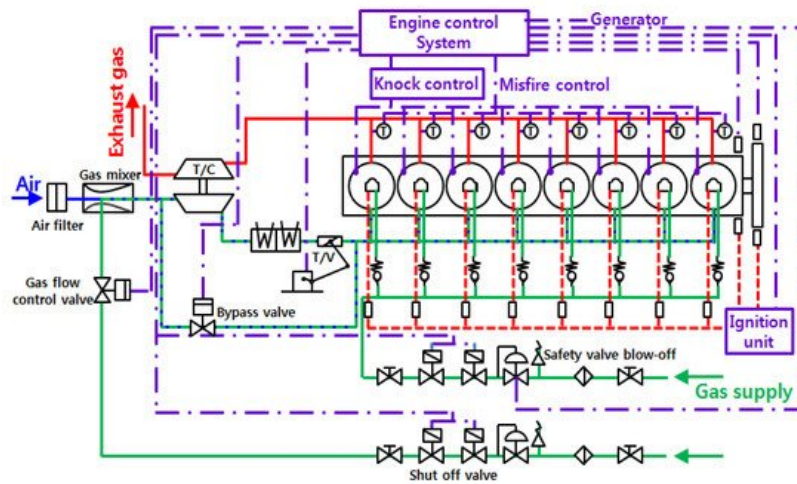 Engine control
System
Generator
Knock control
Misfire control
Exhaust gas
T
T
T
T
T
T
T
T
Air
Gas mixer
T/C
Air filter
T/V
Gas flow
control valve
Bypass valve
Ignition
unit
Safety valve blow-off
Gas supply
Shut off valve